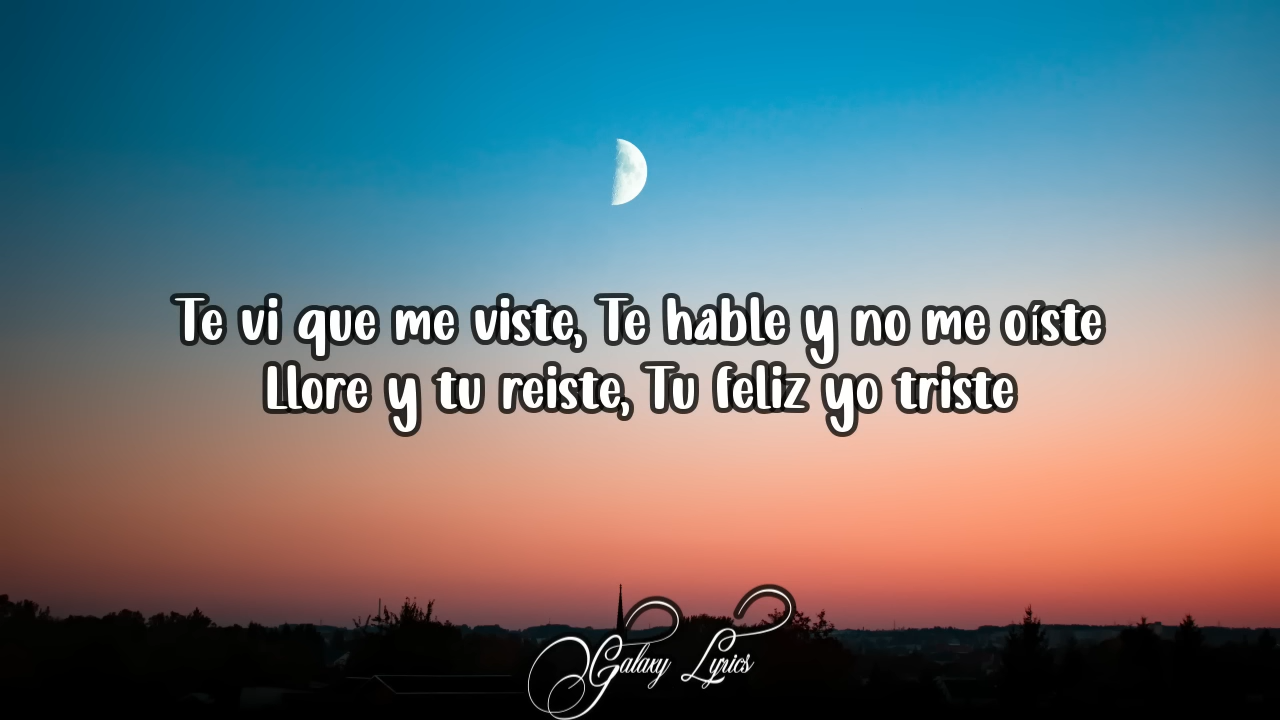 Te vi que me viste, Te hable y no me oíste
Llore y tu reiste, Tu feliz yo triste
Galaxy Lyrics